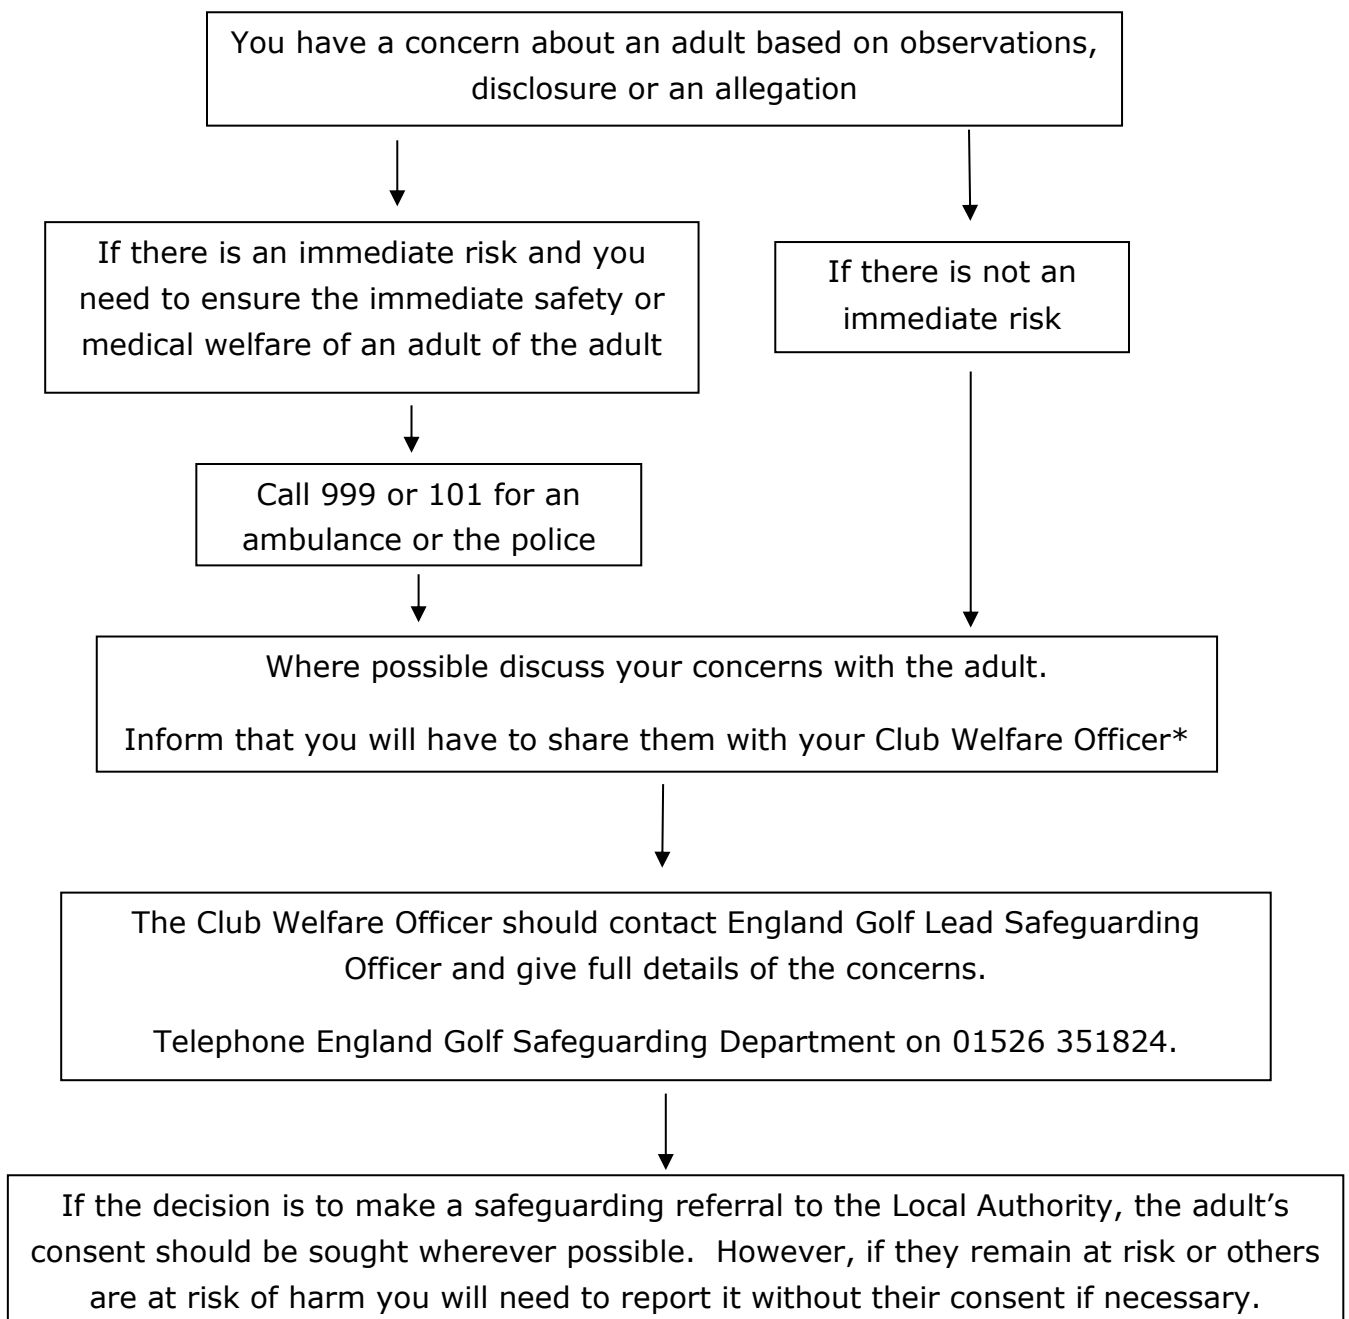 You have a concern about an adult based on observations,
disclosure or an allegation
If there is an immediate risk and you
need to ensure the immediate safety or
medical welfare of an adult of the adult
If there is not an
immediate risk
Call 999 or 101 for an
ambulance or the police
Where possible discuss your concerns with the adult.
Inform that you will have to share them with your Club Welfare Officer*
The Club Welfare Officer should contact England Golf Lead Safeguarding
Officer and give full details of the concerns.
Telephone England Golf Safeguarding Department on 01526 351824.
If the decision is to make a safeguarding referral to the Local Authority, the adult’s
consent should be sought wherever possible.  However, if they remain at risk or others
are at risk of harm you will need to report it without their consent if necessary.